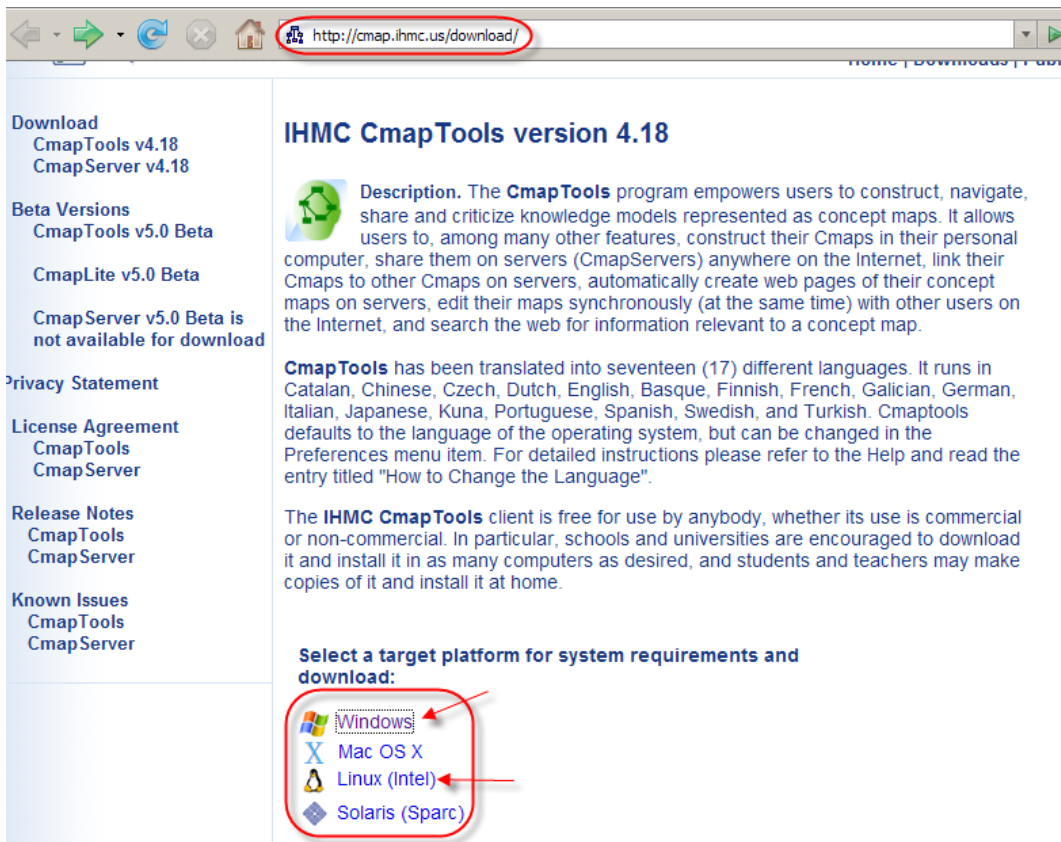 http://cmap.ihmc.us/download/
Home | Downloads |
Download
CmapTools v4.18
CmapServer v4.18
Beta Versions
CmapTools v5.0 Beta
CmapLite v5.0 Beta
CmapServer v5.0 Beta is
not available for download
Privacy Statement
License Agreement
CmapTools
CmapServer
Release Notes
CmapTools
CmapServer
Known Issues
CmapTools
CmapServer
IHMC CmapTools version 4.18
Description. The CmapTools program empowers users to construct, navigate,
share and criticize knowledge models represented as concept maps. It allows
users to, among many other features, construct their Cmaps in their personal
computer, share them on servers (CmapServers) anywhere on the Internet, link their
Cmaps to other Cmaps on servers, automatically create web pages of their concept
maps on servers, edit their maps synchronously (at the same time) with other users on
the Internet, and search the web for information relevant to a concept map.
CmapTools has been translated into seventeen (17) different languages. It runs in
Catalan, Chinese, Czech, Dutch, English, Basque, Finnish, French, Galician, German,
Italian, Japanese, Kuna, Portuguese, Spanish, Swedish, and Turkish. Cmaptools
defaults to the language of the operating system, but can be changed in the
Preferences menu item. For detailed instructions please refer to the Help and read the
entry titled "How to Change the Language".
The IHMC CmapTools client is free for use by anybody, whether its use is commercial
or non-commercial. In particular, schools and universities are encouraged to download
it and install it in as many computers as desired, and students and teachers may make
copies of it and install it at home.
Select a target platform for system requirements and
download:
Windows
Mac OS X
Linux (Intel)
Solaris (Sparc)